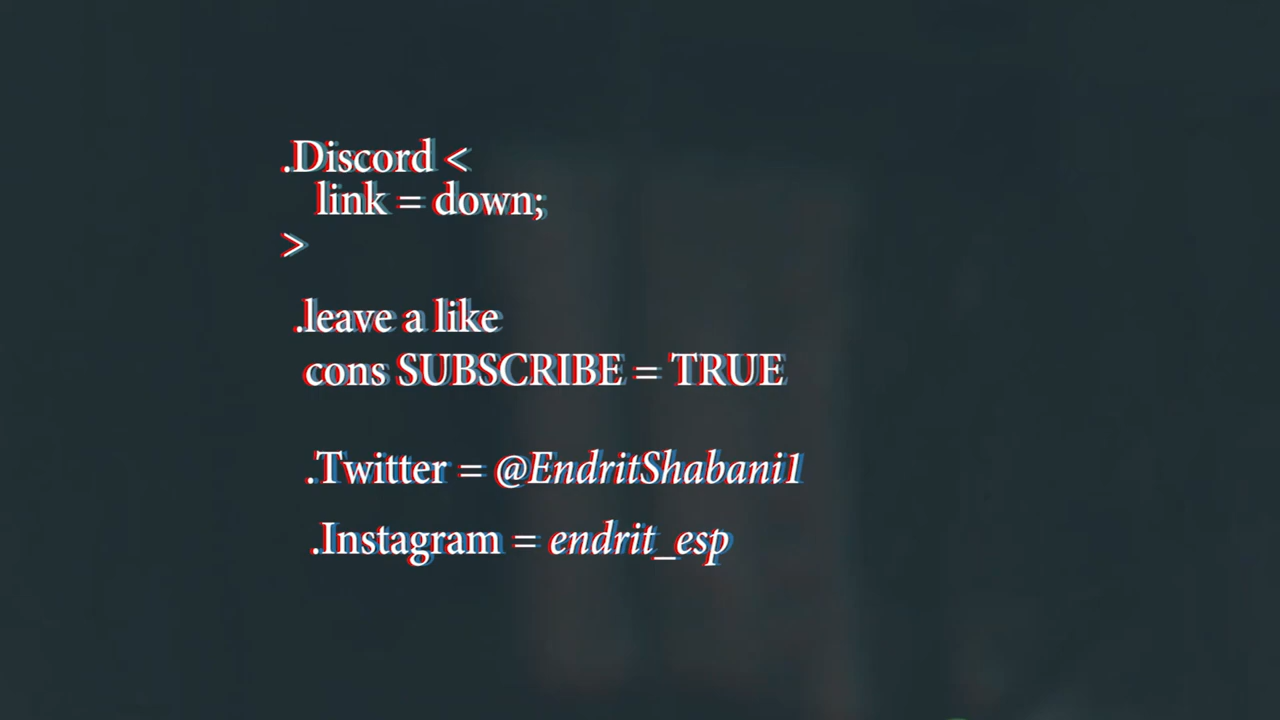 .Discord <
link = down;
>
.leave a like
cons SUBSCRIBE = TRUE
.Twitter = @EndritShabani1
.Instagram = endrit_esp